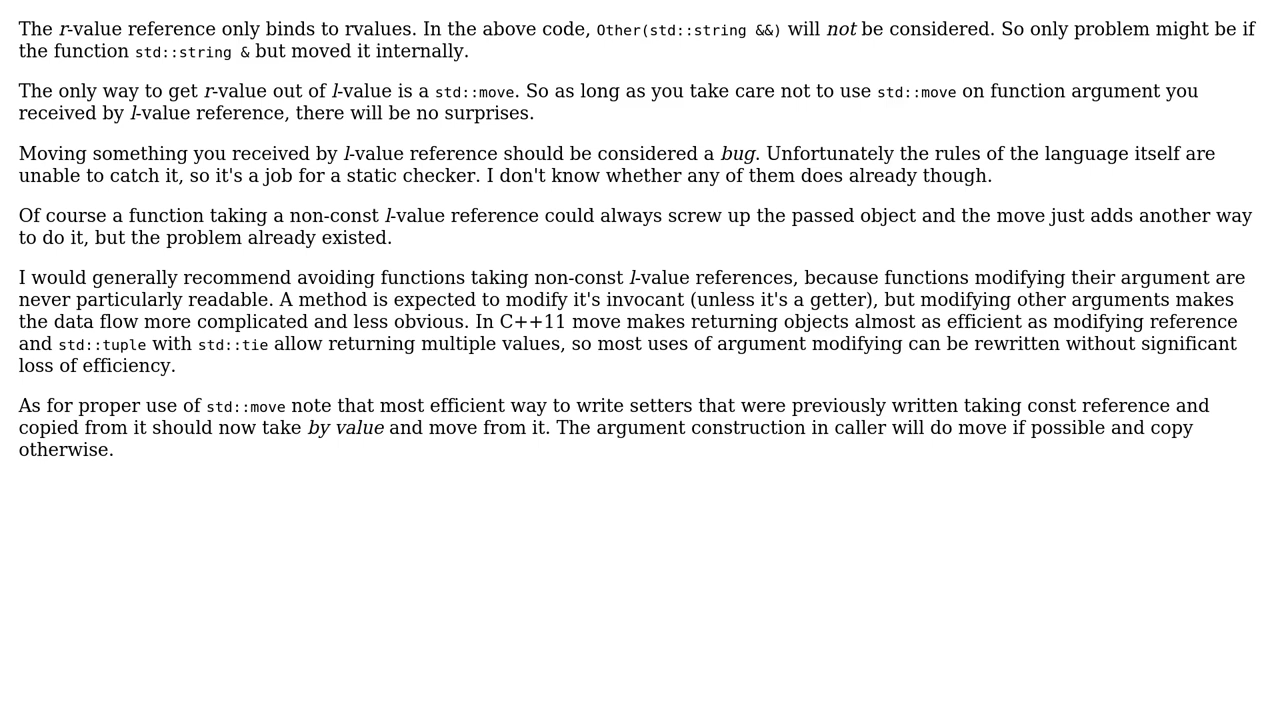 The r-value reference only binds to rvalues. In the above code, Other(std::string &&) will not be considered. So only problem might be if
the function std::string & but moved it internally.
The only way to get r-value out of l-value is a std::move. So as long as you take care not to use std::move on function argument you
received by l-value reference, there will be no surprises.
Moving something you received by l-value reference should be considered a bug. Unfortunately the rules of the language itself are
unable to catch it, so it's a job for a static checker. I don't know whether any of them does already though.
Of course a function taking a non-const l-value reference could always screw up the passed object and the move just adds another way
to do it, but the problem already existed.
I would generally recommend avoiding functions taking non-const l-value references, because functions modifying their argument are
never particularly readable. A method is expected to modify it's invocant (unless it's a getter), but modifying other arguments makes
the data flow more complicated and less obvious. In C++11 move makes returning objects almost as efficient as modifying reference
and std::tuple with std::tie allow returning multiple values, so most uses of argument modifying can be rewritten without significant
loss of efficiency.
As for proper use of std::move note that most efficient way to write setters that were previously written taking const reference and
copied from it should now take by value and move from it. The argument construction in caller will do move if possible and copy
otherwise.